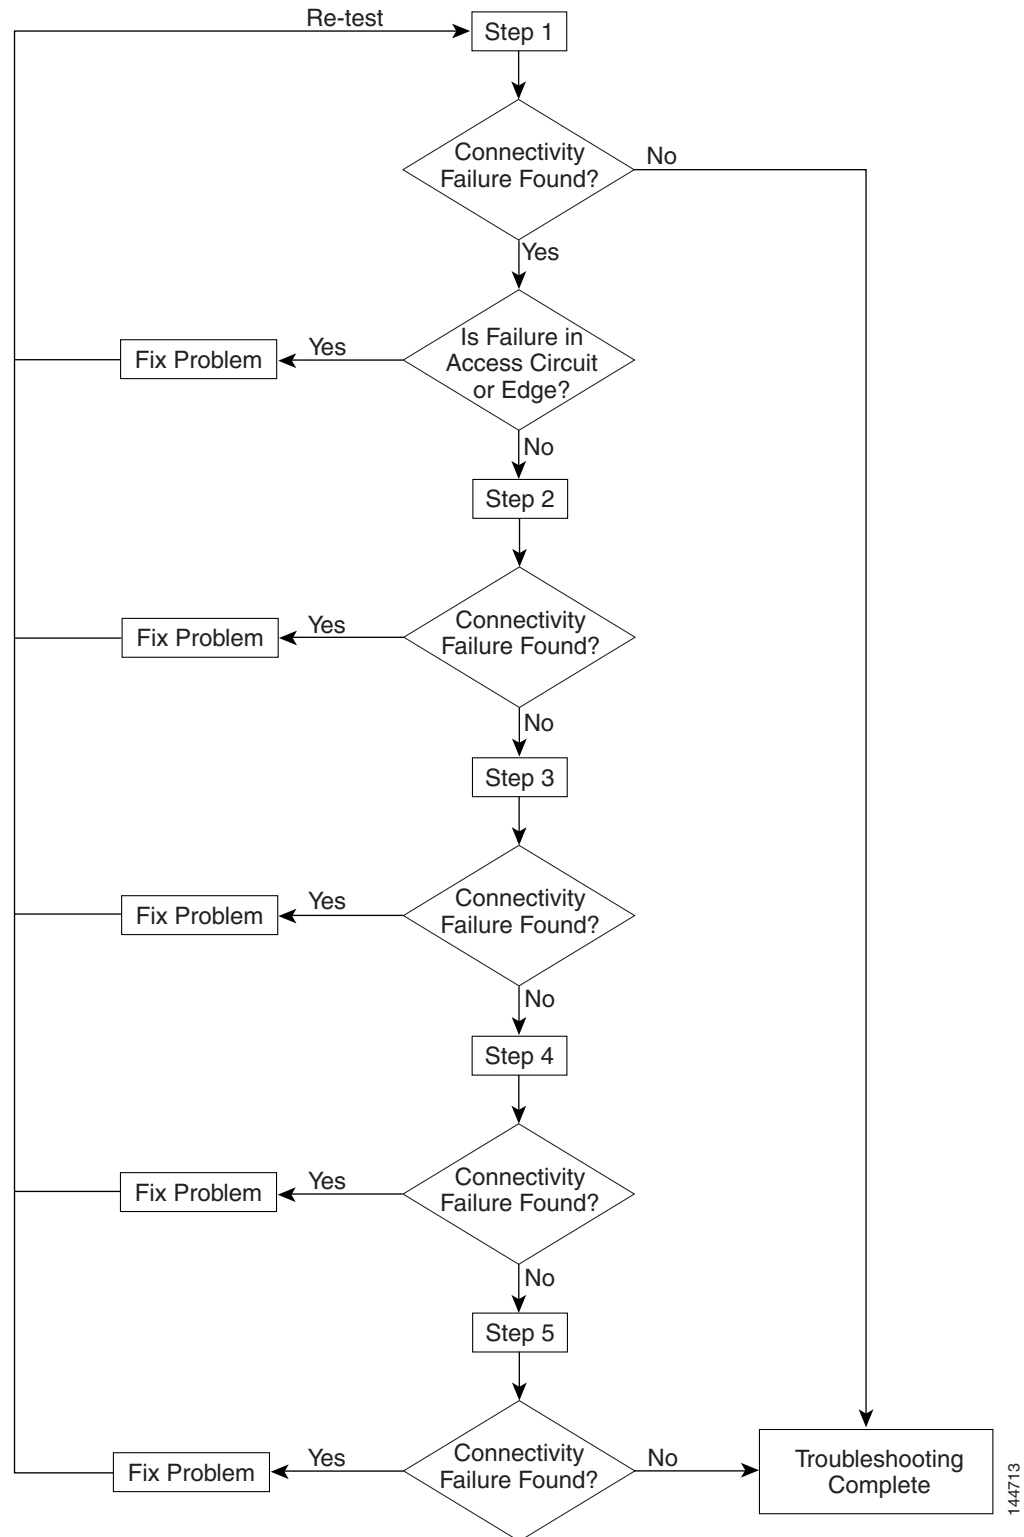 Re-test
Step 1
Connectivity
Failure Found?
No
Yes
Is Failure in
Access Circuit
or Edge?
Yes
Fix Problem
No
Step 2
Connectivity
Failure Found?
Yes
Fix Problem
No
Step 3
Connectivity
Failure Found?
Yes
Fix Problem
No
Step 4
Connectivity
Failure Found?
Yes
Fix Problem
No
Step 5
Connectivity
Failure Found?
Yes
Fix Problem
No
Troubleshooting
Complete
144713